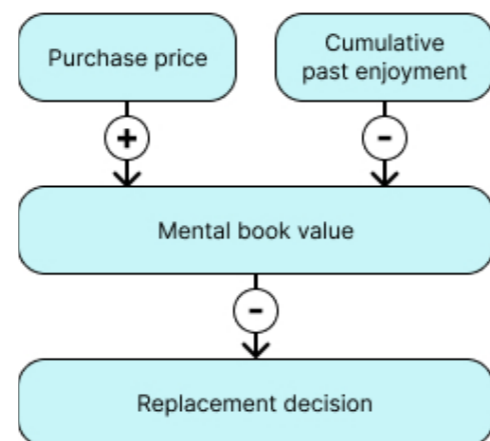 Purchase price
Cumulative
past enjoyment
+
-
Mental book value
-
Replacement decision